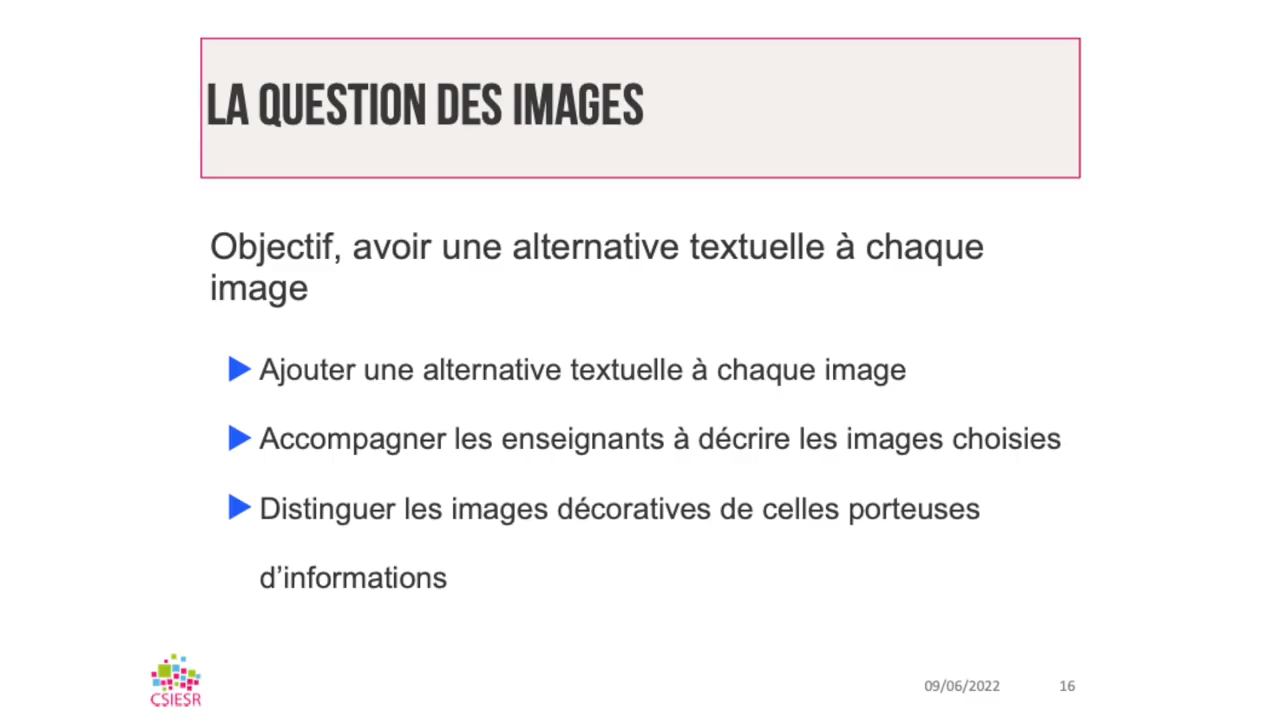 LA QUESTION DES IMAGES
Objectif, avoir une alternative textuelle à chaque
image
Ajouter une alternative textuelle à chaque image
Accompagner les enseignants à décrire les images choisies
Distinguer les images décoratives de celles porteuses
d’informations
CSIESR
09/06/2022
16